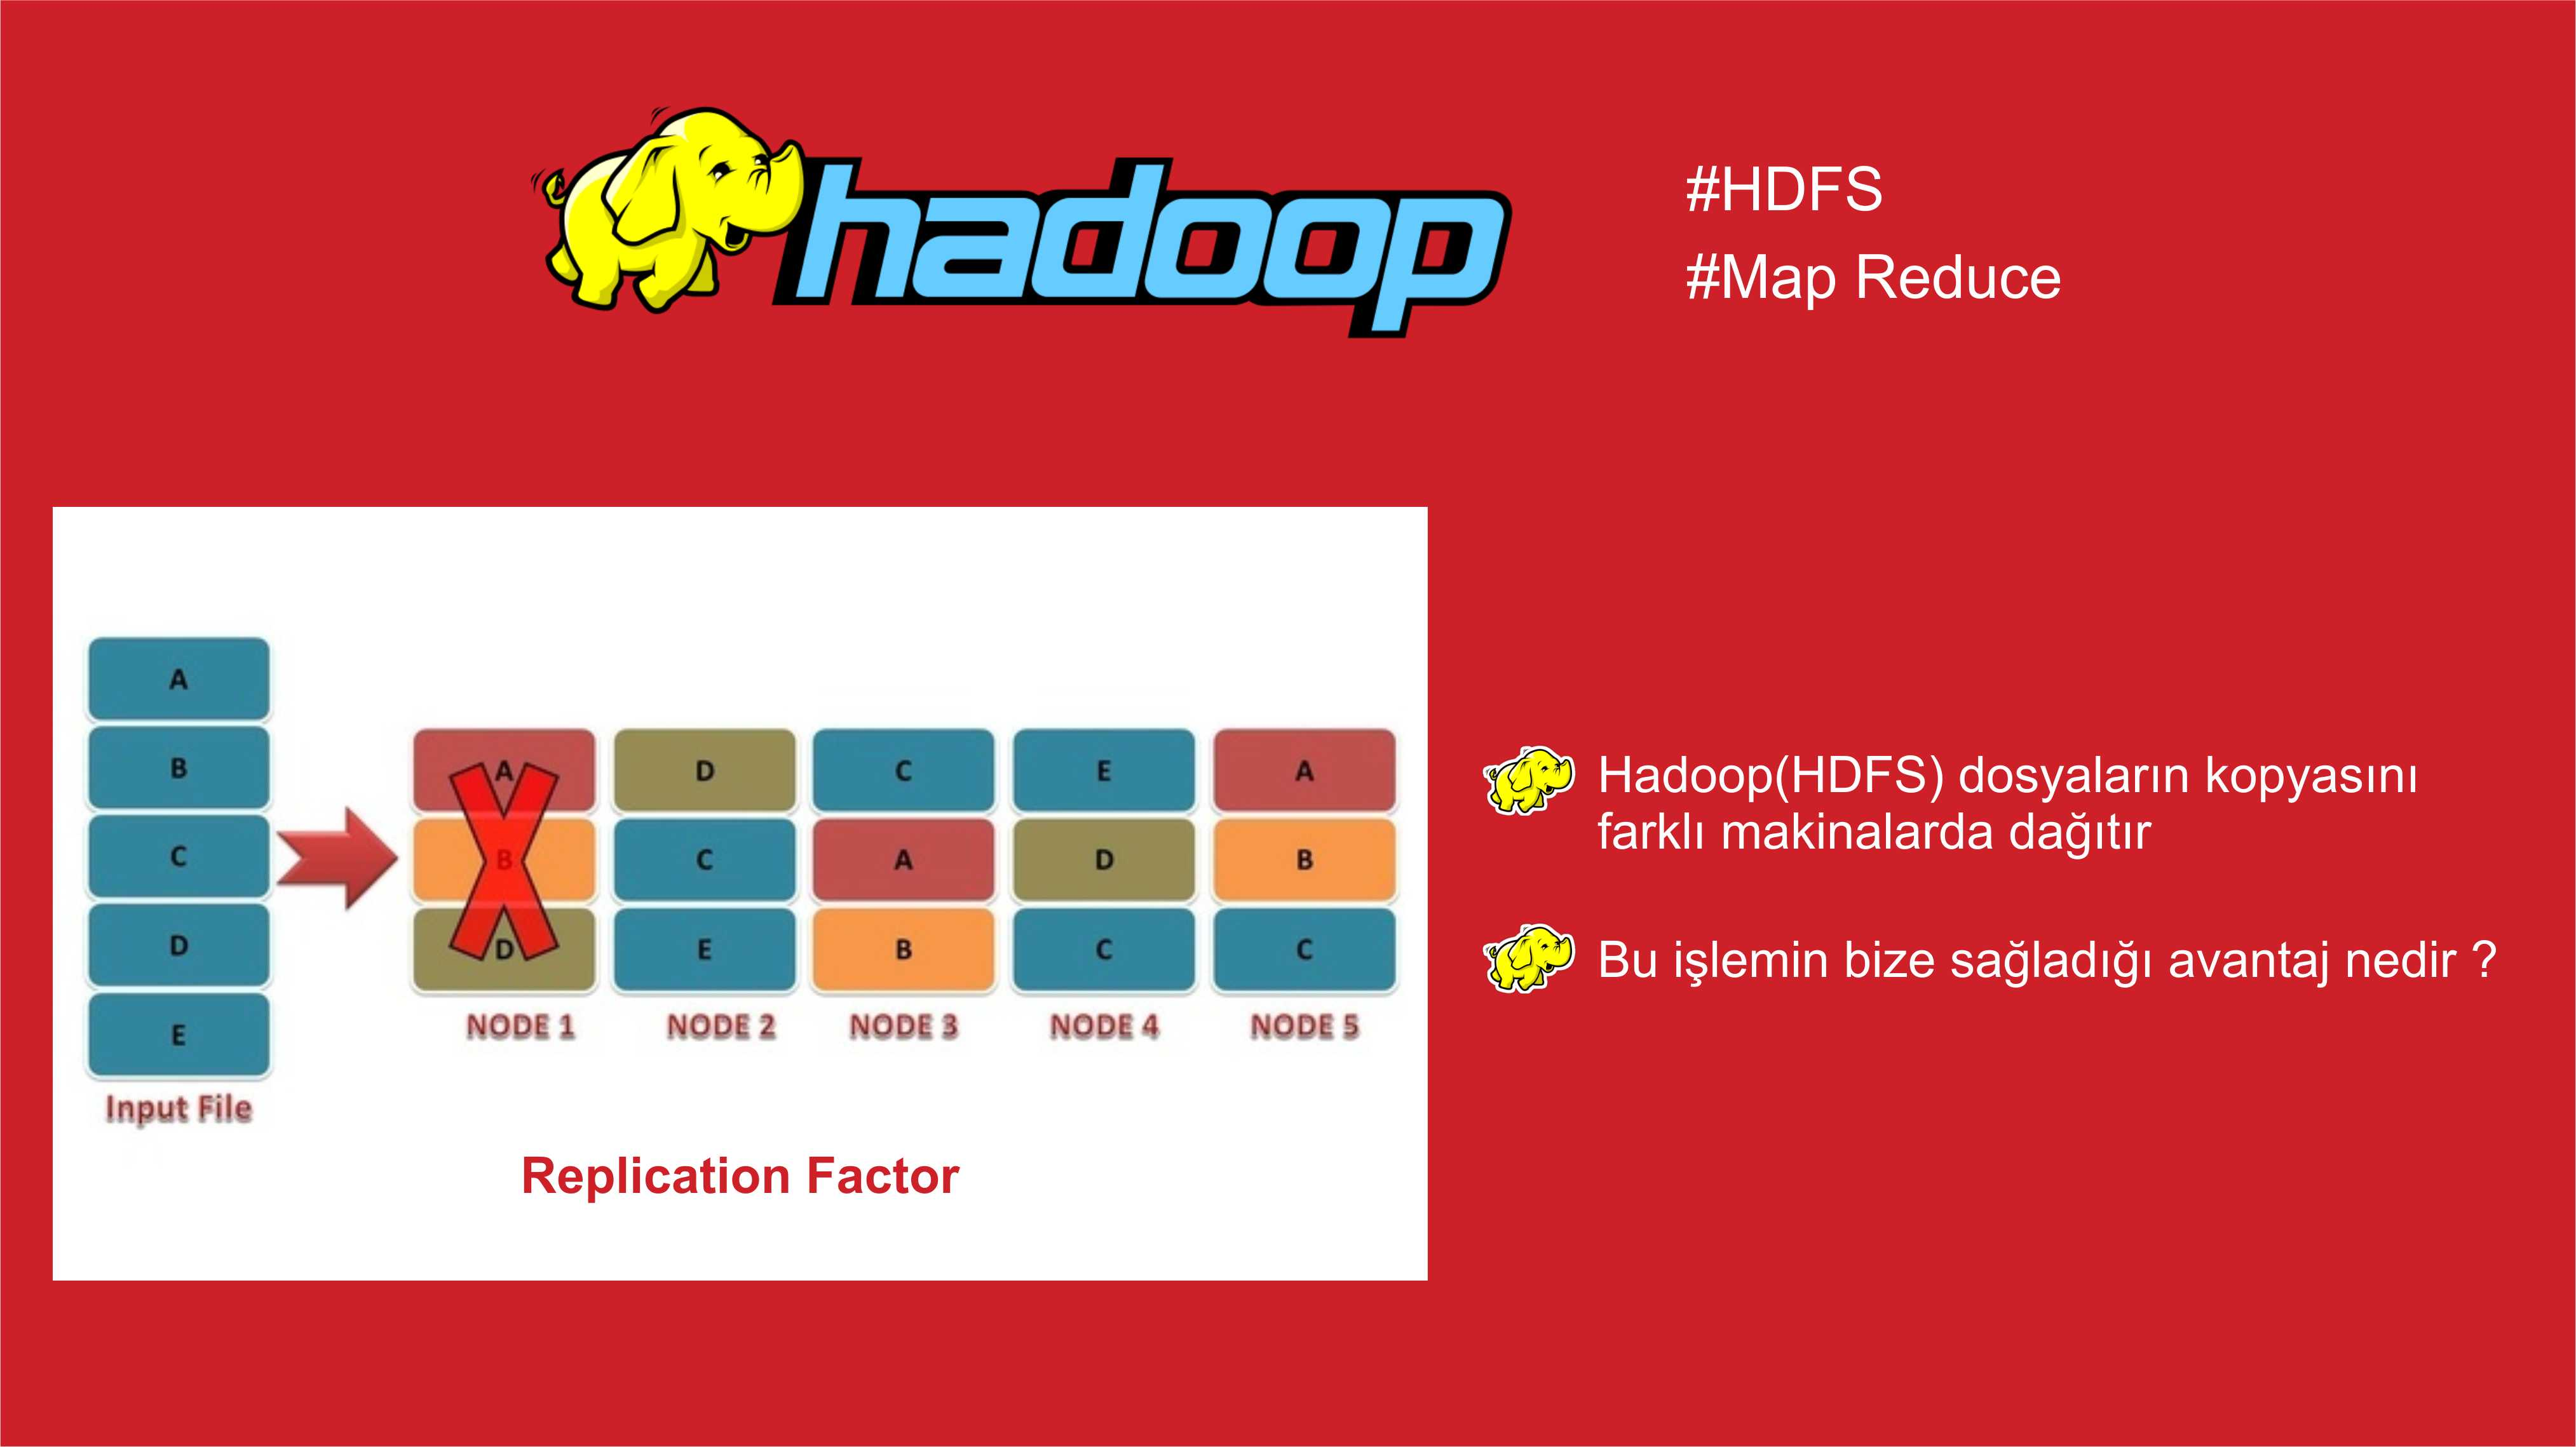 hadoop
#HDFS
#Map Reduce
A
B
C
D
E
Input File
A D C E A
B C A D B
D E B C C
NODE 1 NODE 2 NODE 3 NODE 4 NODE 5
Replication Factor
Hadoop(HDFS) dosyaların kopyasını
farklı makinalarda dağıtır
Bu işlemin bize sağladığı avantaj nedir ?